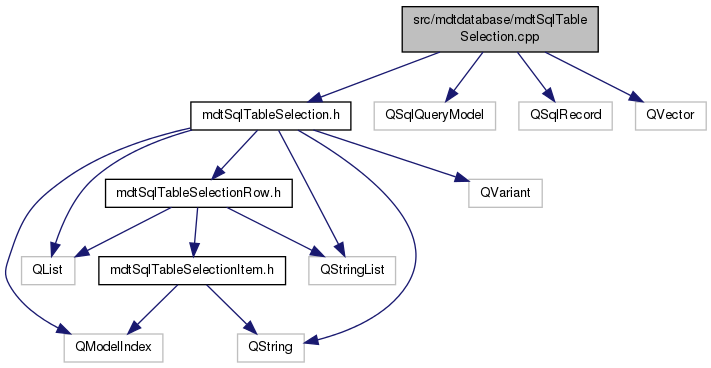 src/mdtdatabase/mdtSqlTable
Selection.cpp
mdtSqlTableSelection.h
QSqlQueryModel
QSqlRecord
QVector
mdtSqlTableSelectionRow.h
QVariant
QList
mdtSqlTableSelectionItem.h
QStringList
QModelIndex
QString